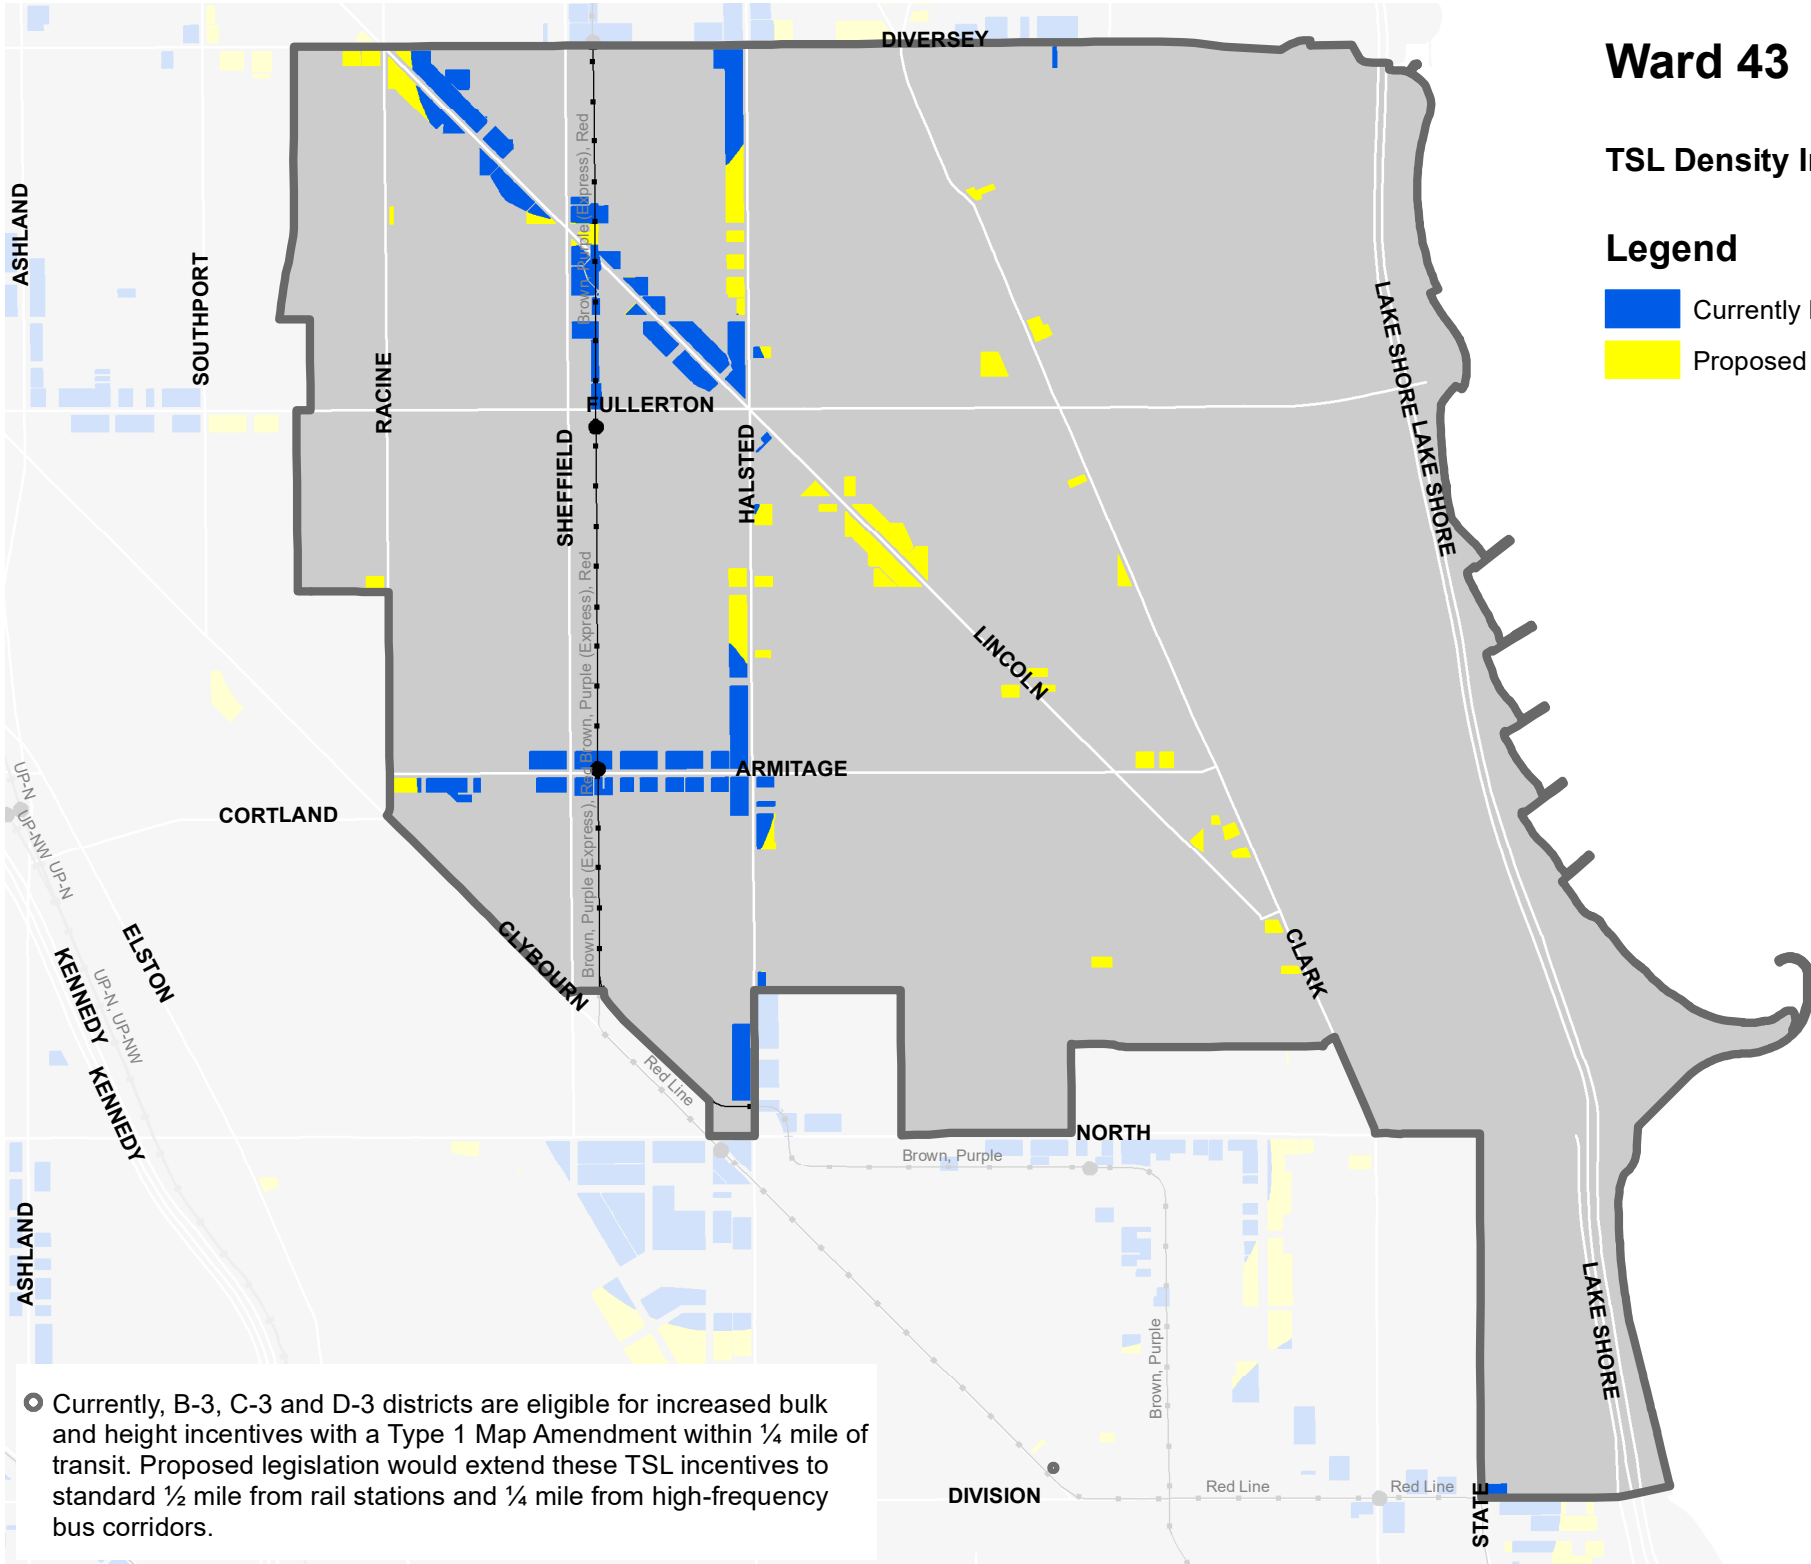 Ward 43
TSL Density
Legend
Currently
Proposed
DIVERSEY
ASHLAND
SOUTHPORT
RACINE
Brown, Purple (Express), Red
FULLERTON
SHEFFIELD
HALSTED
LAKE SHORE
LAKE SHORE
LAKE SHORE
Brown, Purple (Express), Red
LINCOLN
ARMITAGE
CORTLAND
UP-N
UP-NW
UP-N
Brown, Purple (Express), Red
ELSTON
KENNEDY
KENNEDY
UP-N, UP-NW
CLYBOURN
CLARK
Red Line
NORTH
Brown, Purple
Brown, Purple
ASHLAND
LAKE SHORE
DIVISION
Red Line
Red Line
STATE
Currently, B-3, C-3 and D-3 districts are eligible for increased bulk
and height incentives with a Type 1 Map Amendment within ¼ mile of
transit. Proposed legislation would extend these TSL incentives to
standard ½ mile from rail stations and ¼ mile from high-frequency
bus corridors.